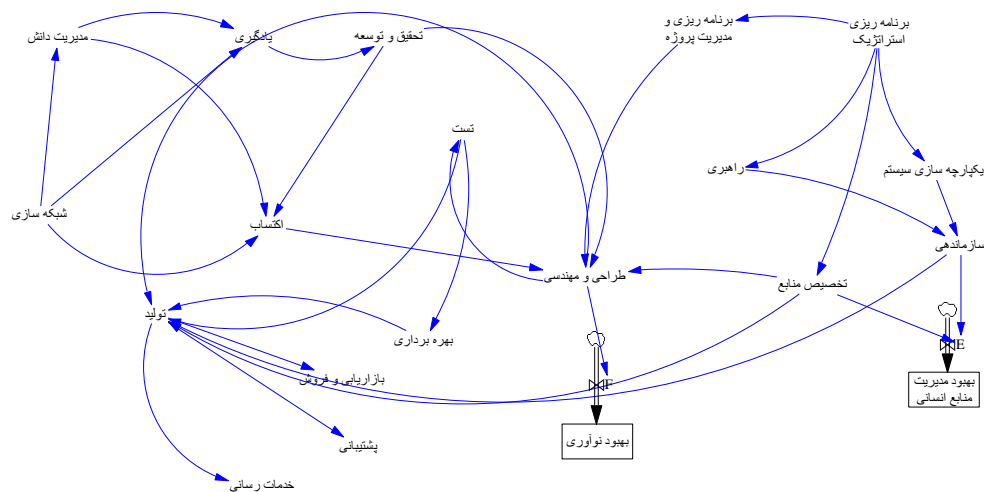 برنامه ریزی
استراتژیک
برنامه ریزی و
مدیریت پروژه
تحقیق و توسعه
یادگیری
مدیریت دانش
تست
یکپارچه سازی سیستم
راهبری
شبکه سازی
اکتساب
سازماندهی
طراحی و مهندسی
تخصیص منابع
تولید
بهره برداری
E
بازاریابی و فروش
F
بهبود مدیریت
منابع انسانی
بهبود نوآوری
پشتیبانی
خدمات رسانی